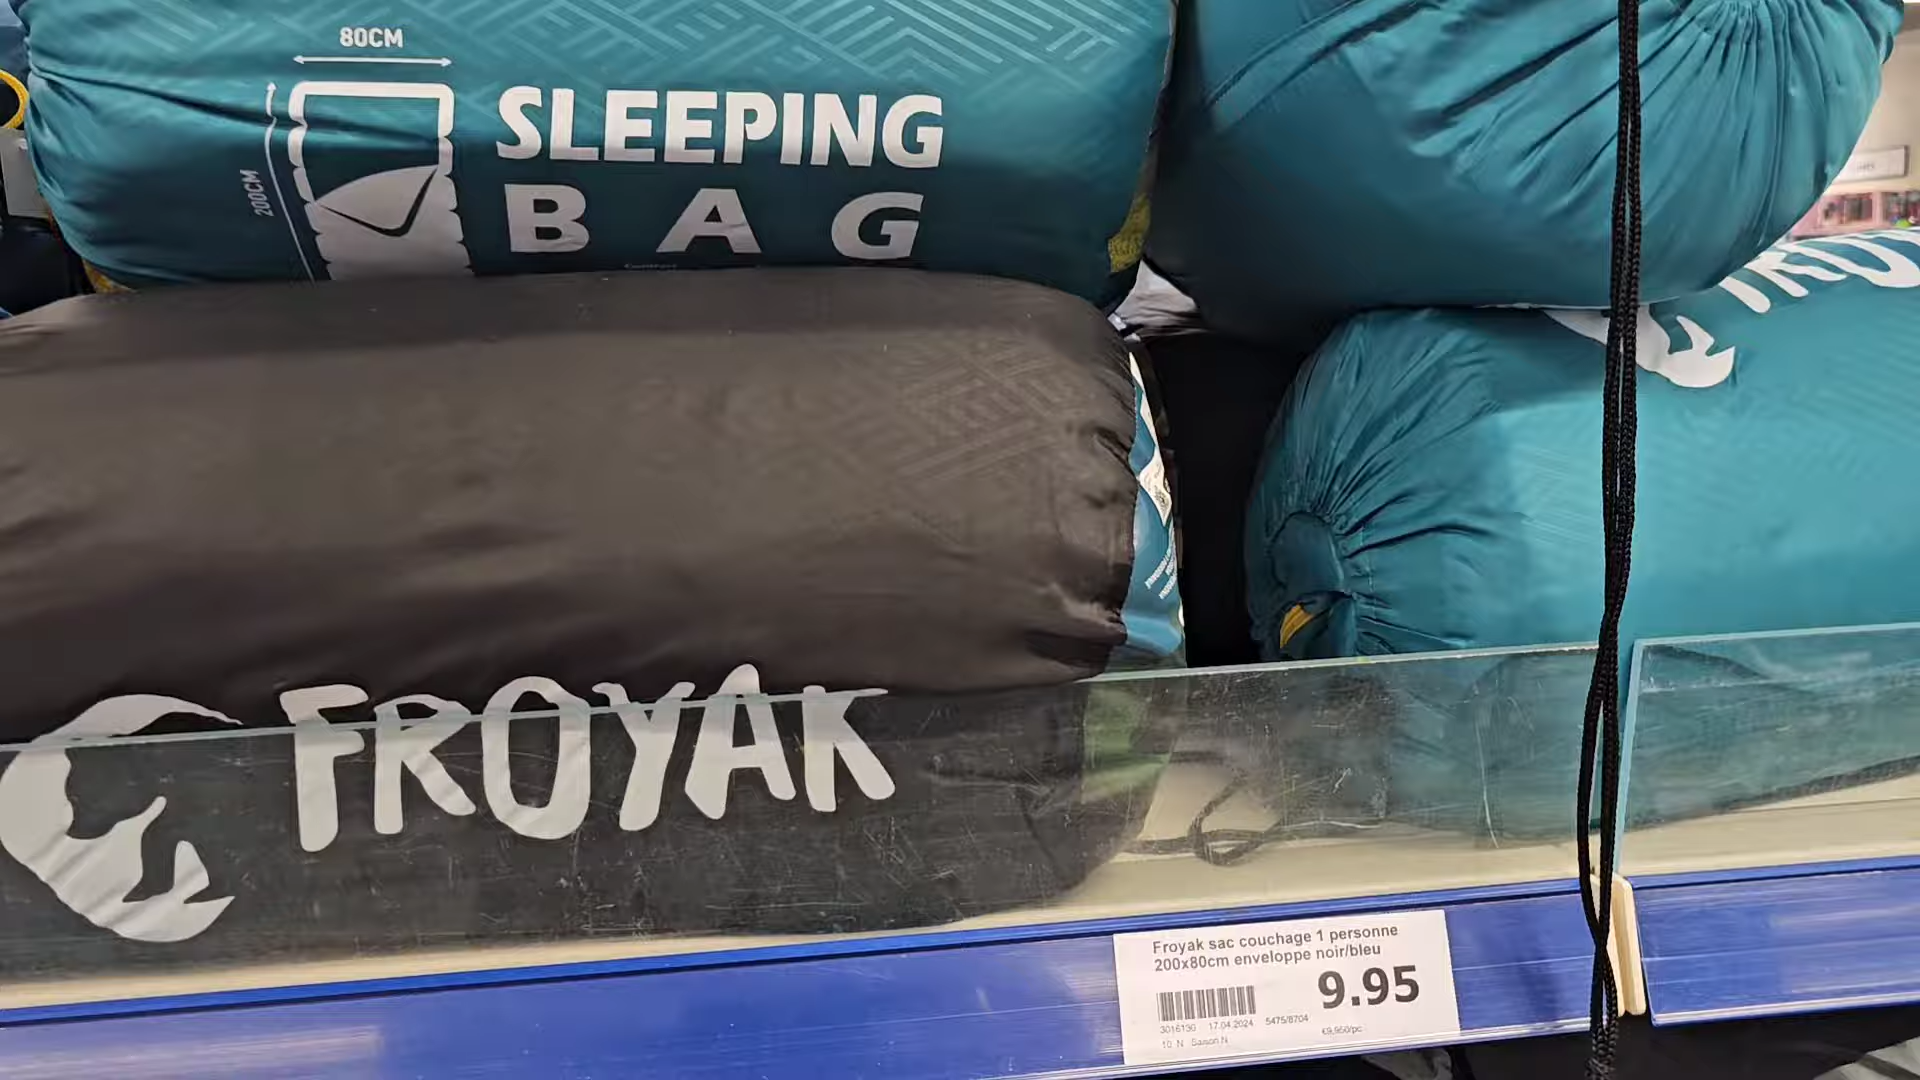 80CM
200CM
SLEEPING
BAG
FROYAK
Froyak sac couchage 1 personne
200x80cm enveloppe noir/bleu
9.95
3016130 17.04.2024 5475/8704
€9,950/pc
10 N Saison N